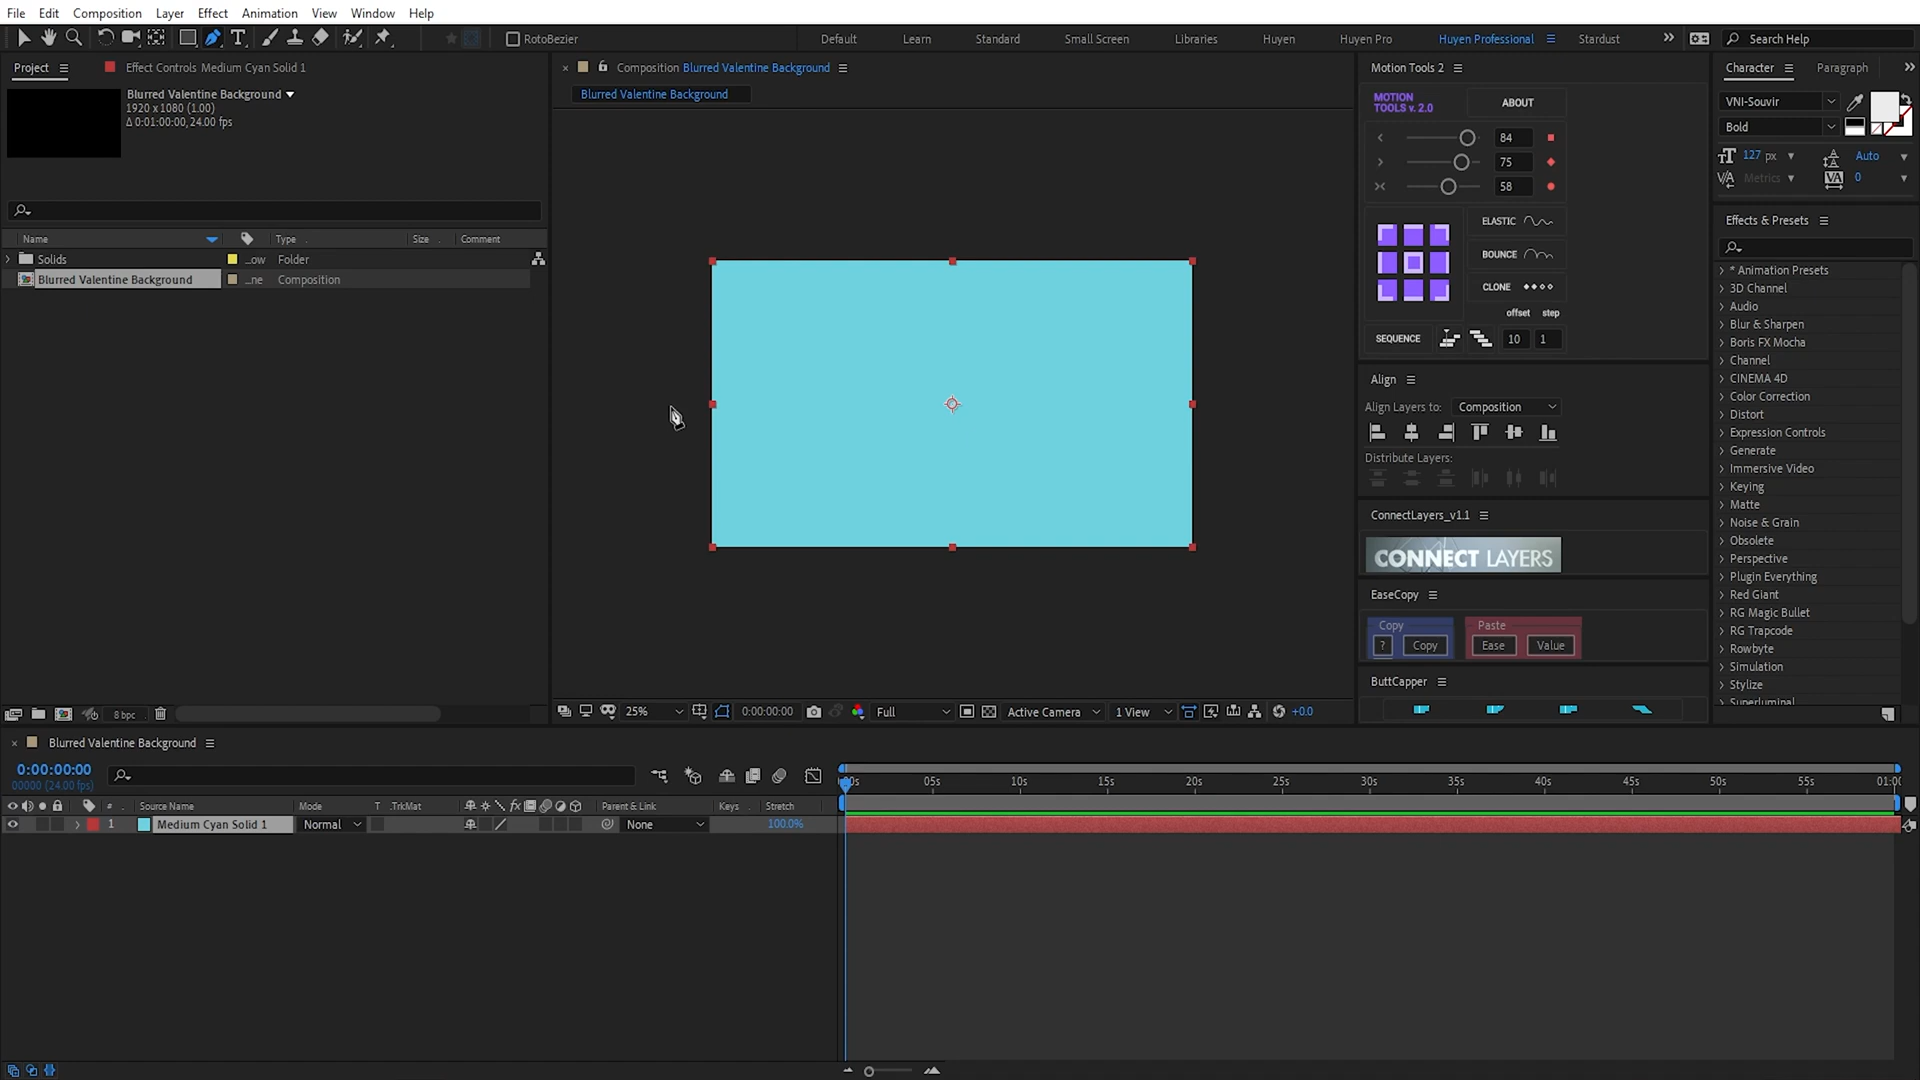 File Edit Composition Layer Effect Animation View Window Help
RotoBezier Default Learn Standard Small Screen Libraries Huyen Huyen Pro Huyen Professional Stardust Search Help
Project Effect Controls Medium Cyan Solid 1
Blurred Valentine Background
1920 x 1080 (1.00)
Δ 0:01:00:00, 24.00 fps
Name Type Size Comment
Solids ...ow Folder
Blurred Valentine Background ...ne Composition
8 bpc
Composition Blurred Valentine Background
Blurred Valentine Background
25% 0:00:00:00 Full Active Camera 1 View +0.0
Motion Tools 2
MOTION
TOOLS v. 2.0
ABOUT
84
75
58
ELASTIC
BOUNCE
CLONE
offset step
SEQUENCE 10 1
Align
Align Layers to: Composition
Distribute Layers:
ConnectLayers_v1.1
CONNECT LAYERS
EaseCopy
Copy Paste
? Copy Ease Value
ButtCapper
Character Paragraph
VNI-Souvir
Bold
127 px Auto
Metrics 0
Effects & Presets
* Animation Presets
3D Channel
Audio
Blur & Sharpen
Boris FX Mocha
Channel
CINEMA 4D
Color Correction
Distort
Expression Controls
Generate
Immersive Video
Keying
Matte
Noise & Grain
Obsolete
Perspective
Plugin Everything
Red Giant
RG Magic Bullet
RG Trapcode
Rowbyte
Simulation
Stylize
Superluminal
Blurred Valentine Background
0:00:00:00
00000 (24.00 fps)
# Source Name Mode T .TrkMat fx Parent & Link Keys Stretch
1 Medium Cyan Solid 1 Normal None 100.0%
05s 10s 15s 20s 25s 30s 35s 40s 45s 50s 55s